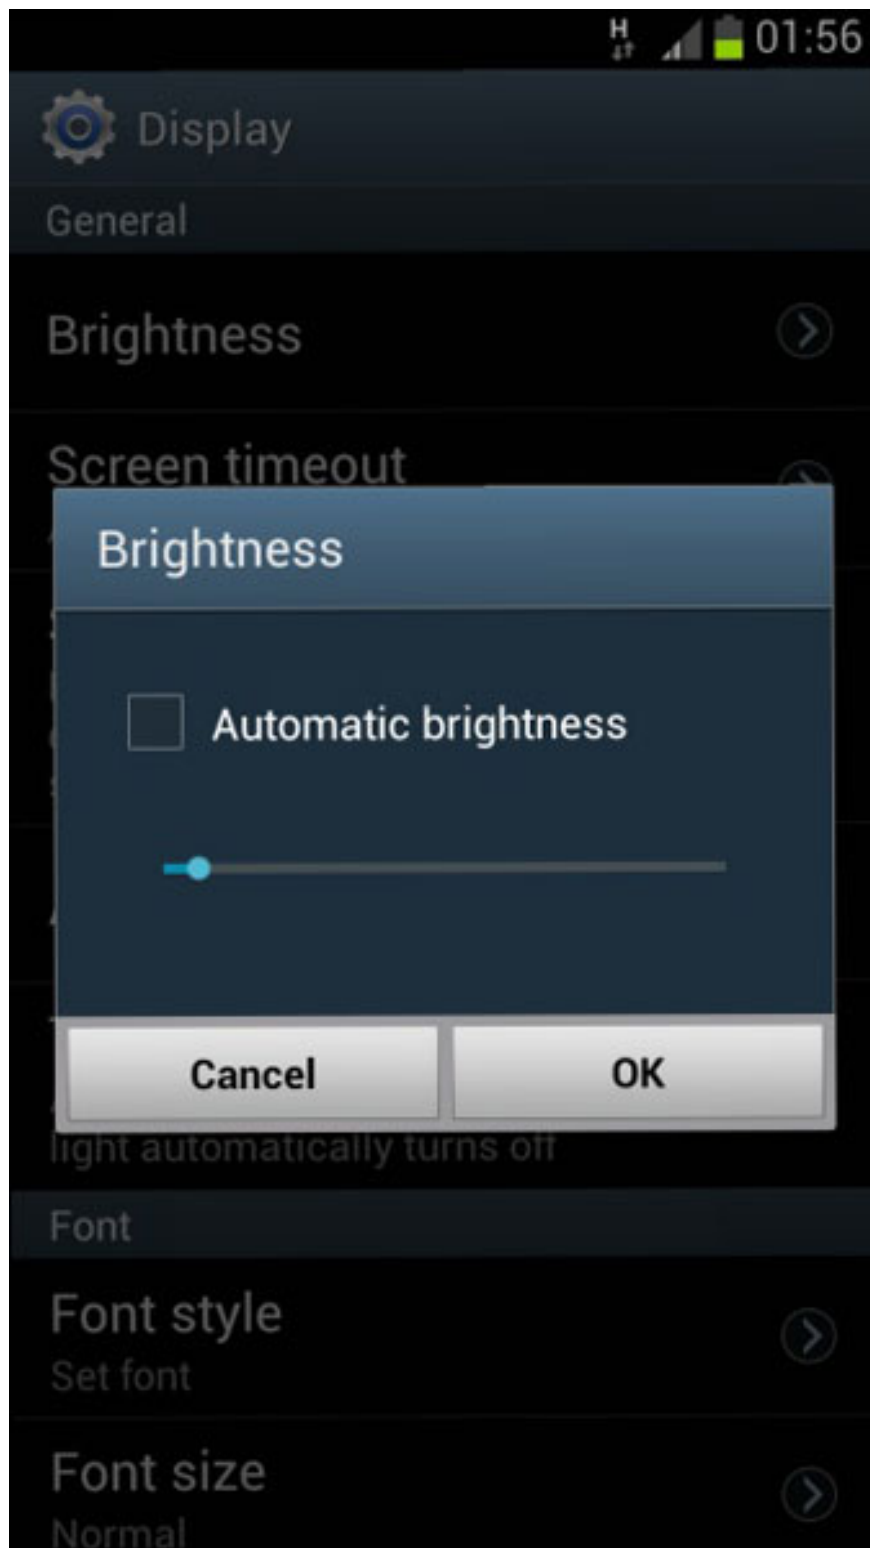 H
01:56
Display
General
Brightness
Screen timeout
Brightness
Automatic brightness
Cancel
OK
light automatically turns off
Font
Font style
Set font
Font size
Normal